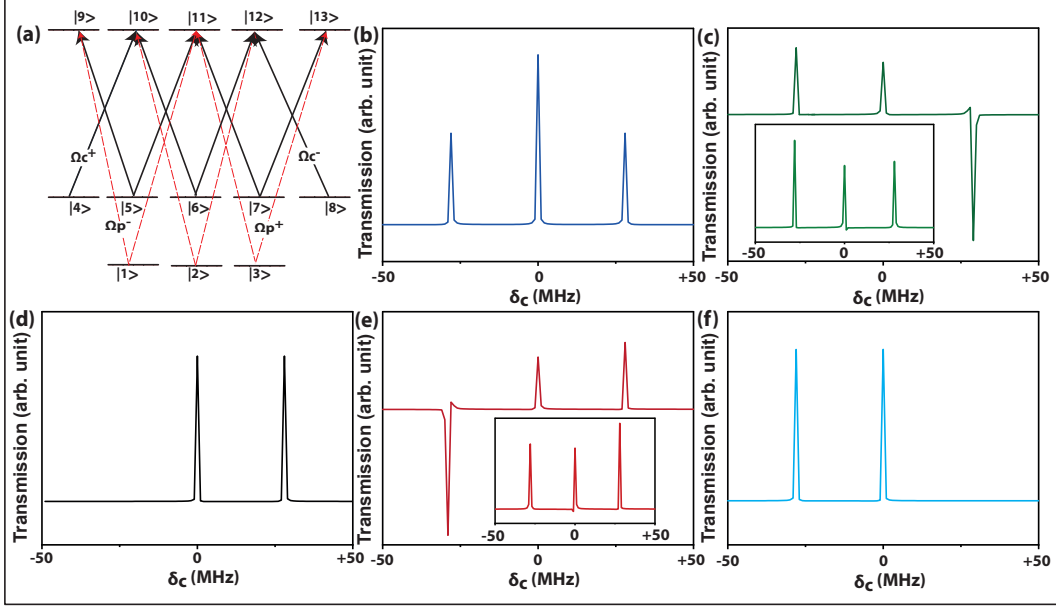 (a)
|9> |10> |11> |12> |13>
Ωc+ Ωc-
|4> |5> |6> |7> |8>
Ωp- Ωp+
|1> |2> |3>
(b)
Transmission (arb. unit)
-50 0 +50
δc (MHz)
(c)
Transmission (arb. unit)
-50 0 +50
-50 0 +50
δc (MHz)
(d)
Transmission (arb. unit)
-50 0 +50
δc (MHz)
(e)
Transmission (arb. unit)
-50 0 +50
-50 0 +50
δc (MHz)
(f)
Transmission (arb. unit)
-50 0 +50
δc (MHz)